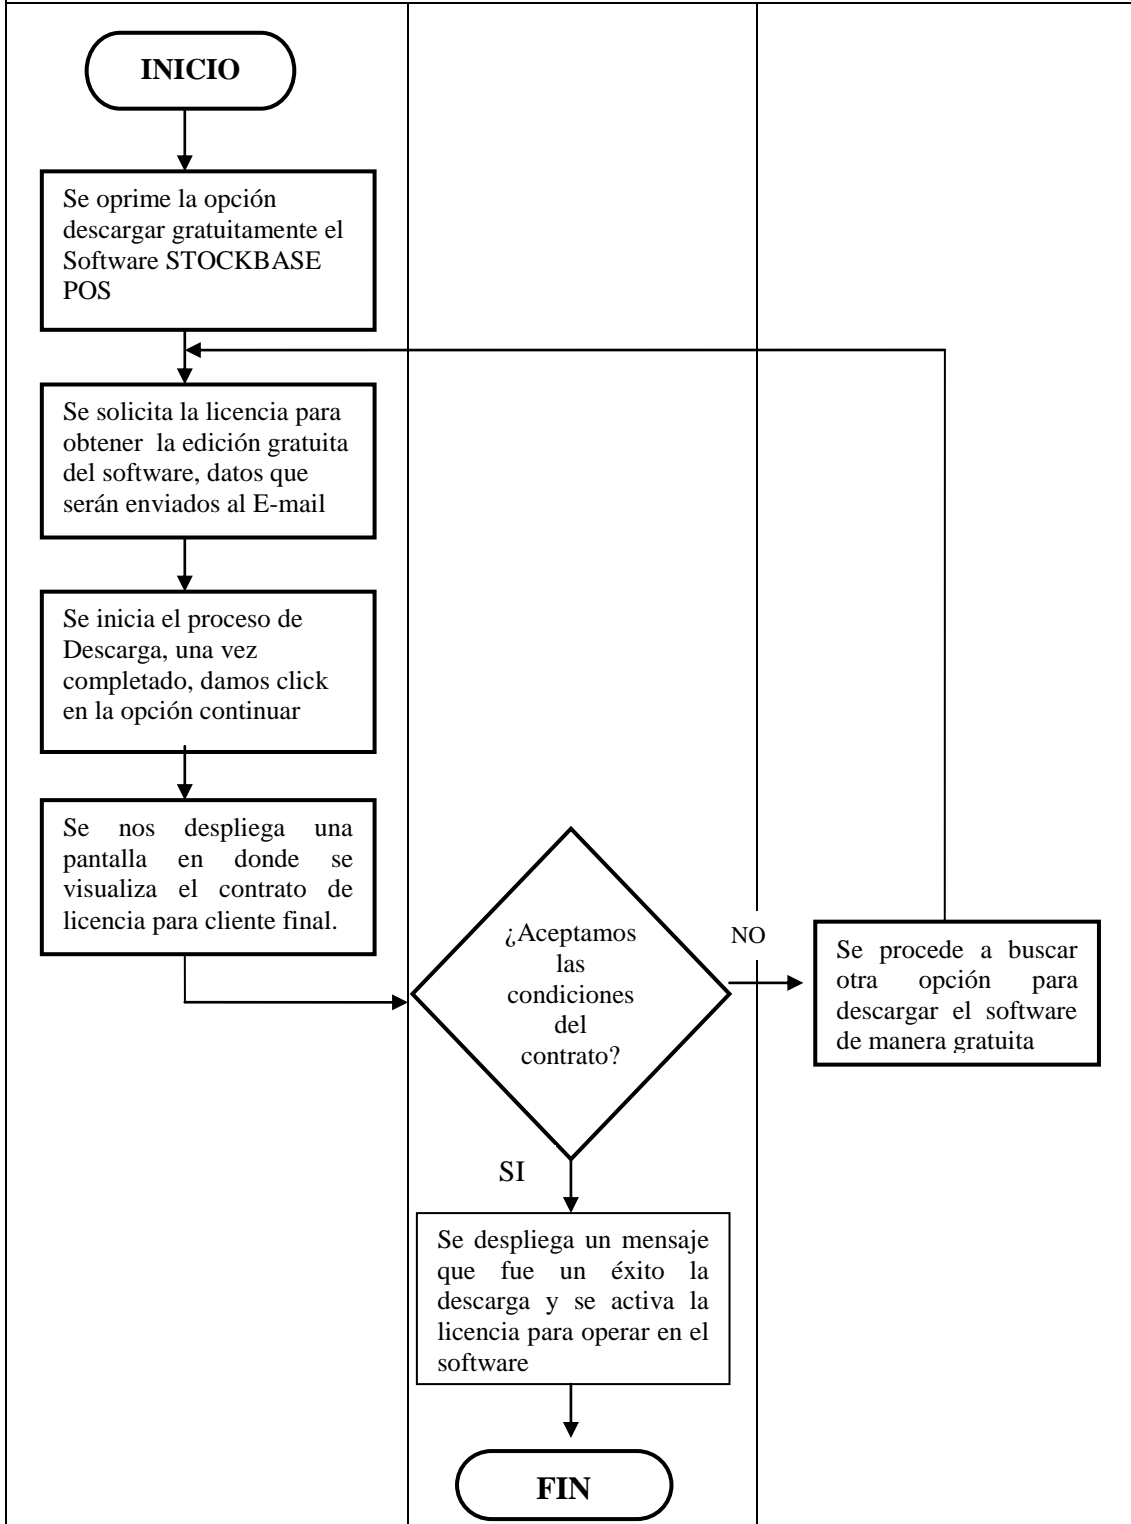 INICIO
Se oprime la opción
descargar gratuitamente el
Software STOCKBASE
POS
Se solicita la licencia para
obtener la edición gratuita
del software, datos que
serán enviados al E-mail
Se inicia el proceso de
Descarga, una vez
completado, damos click
en la opción continuar
Se nos despliega una
pantalla en donde se
visualiza el contrato de
licencia para cliente final.
¿Aceptamos
las
condiciones
del
contrato?
NO
Se procede a buscar
otra opción para
descargar el software
de manera gratuita
SI
Se despliega un mensaje
que fue un éxito la
descarga y se activa la
licencia para operar en el
software
FIN